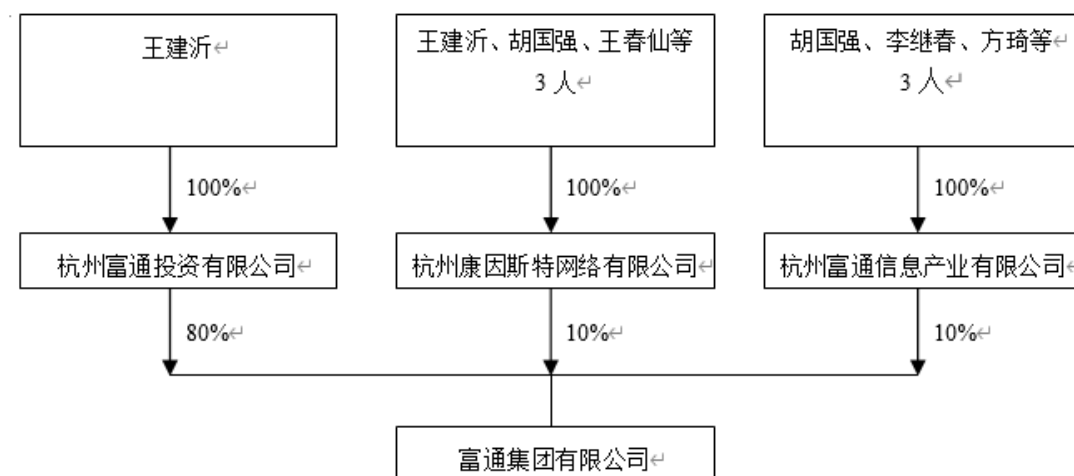 王建沂
王建沂、胡国强、王春仙等
3 人
胡国强、李继春、方琦等
3 人
100%
100%
100%
杭州富通投资有限公司
杭州康因斯特网络有限公司
杭州富通信息产业有限公司
80%
10%
10%
富通集团有限公司